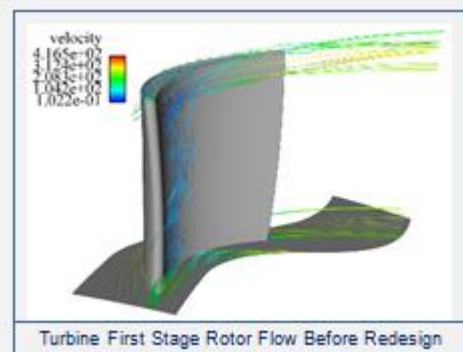 velocity
4.165e+02
3.124e+02
2.083e+02
1.042e+02
1.022e-01
Turbine First Stage Rotor Flow Before Redesign